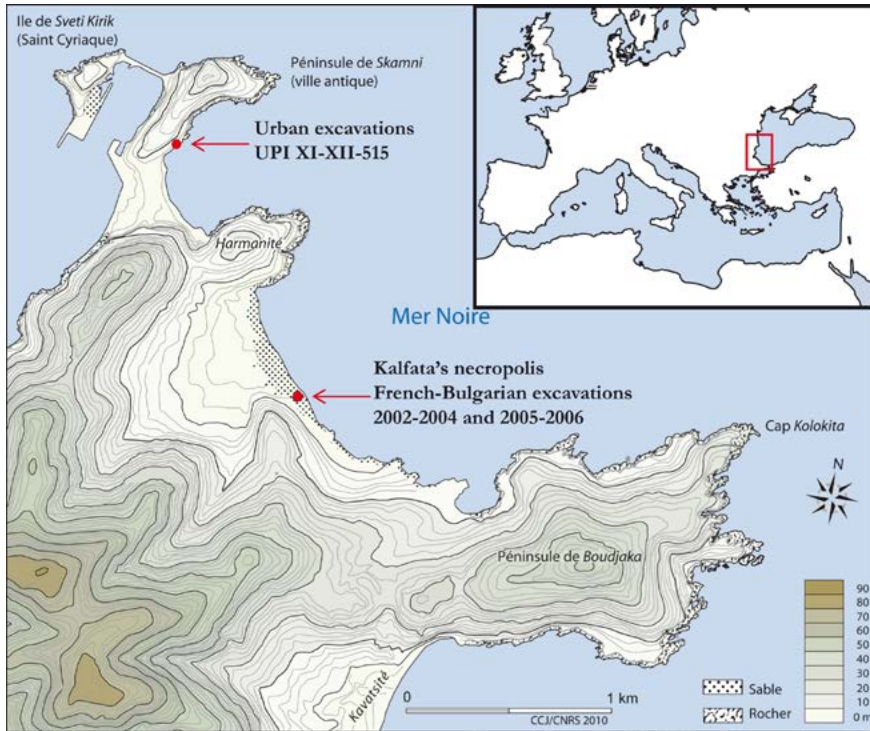 Ile de Sveti Kirik
(Saint Cyriaque)
Péninsule de Skamni
(ville antique)
Urban excavations
UPI XI-XII-515
Harmanité
Mer Noire
Kalfata's necropolis
French-Bulgarian excavations
2002-2004 and 2005-2006
Cap Kolokita
N
Péninsule de Boudjaka
Kavatsité
0
1 km
CCJ/CNRS 2010
Sable
Rocher
90
80
70
60
50
40
30
20
10
0 m